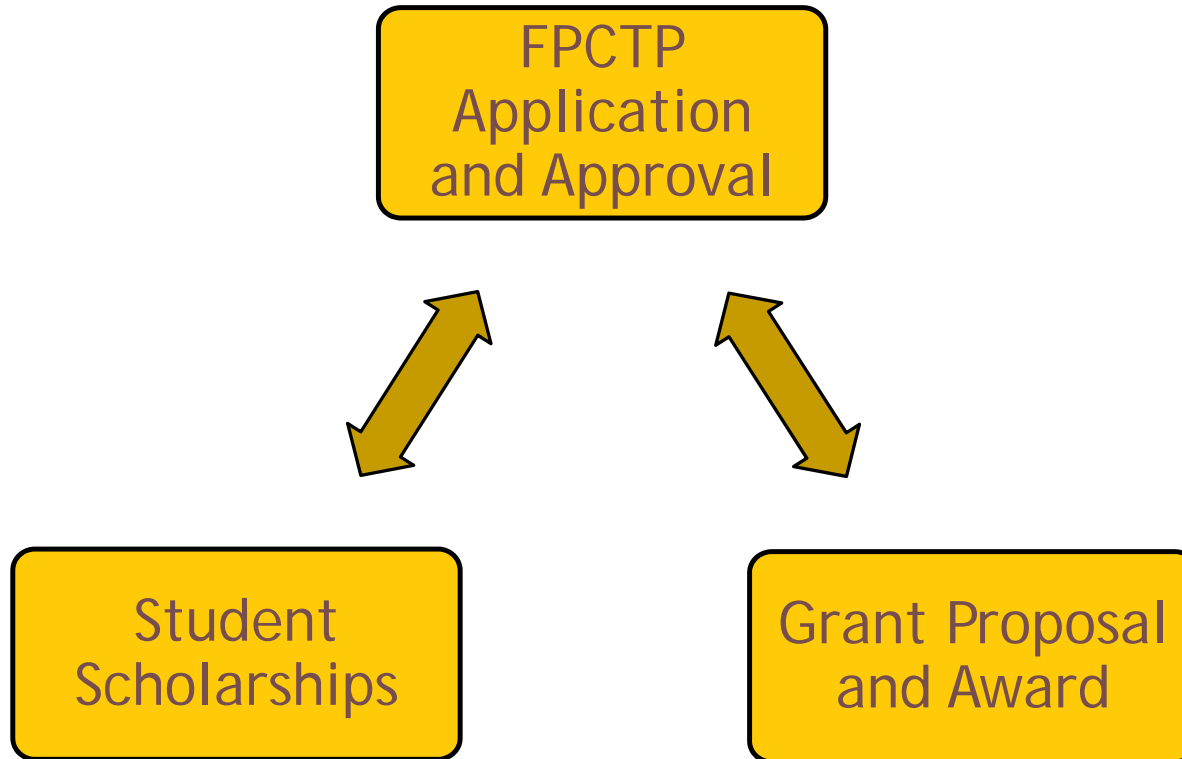 FPCTP
Application
and Approval
Student
Scholarships
Grant Proposal
and Award